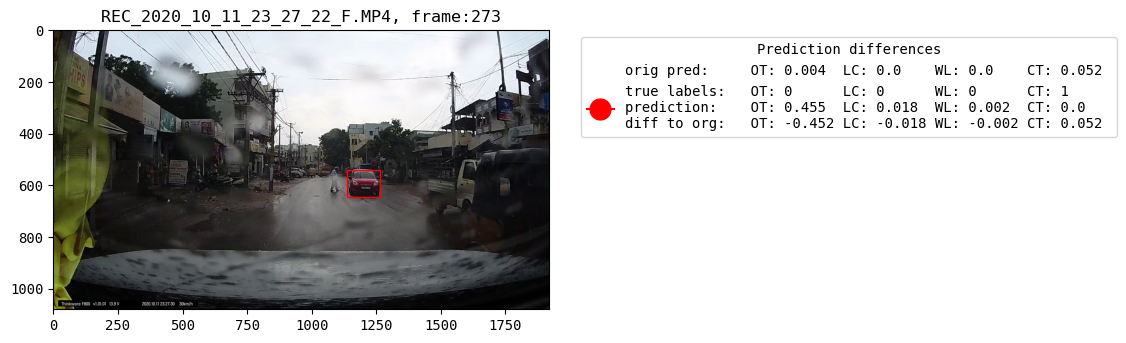 REC_2020_10_11_23_27_22_F.MP4, frame:273
0
200
400
600
800
1000
0 250 500 750 1000 1250 1500 1750
Prediction differences
orig pred: OT: 0.004 LC: 0.0 WL: 0.0 CT: 0.052
true labels: OT: 0 LC: 0 WL: 0 CT: 1
prediction: OT: 0.455 LC: 0.018 WL: 0.002 CT: 0.0
diff to org: OT: -0.452 LC: -0.018 WL: -0.002 CT: 0.052